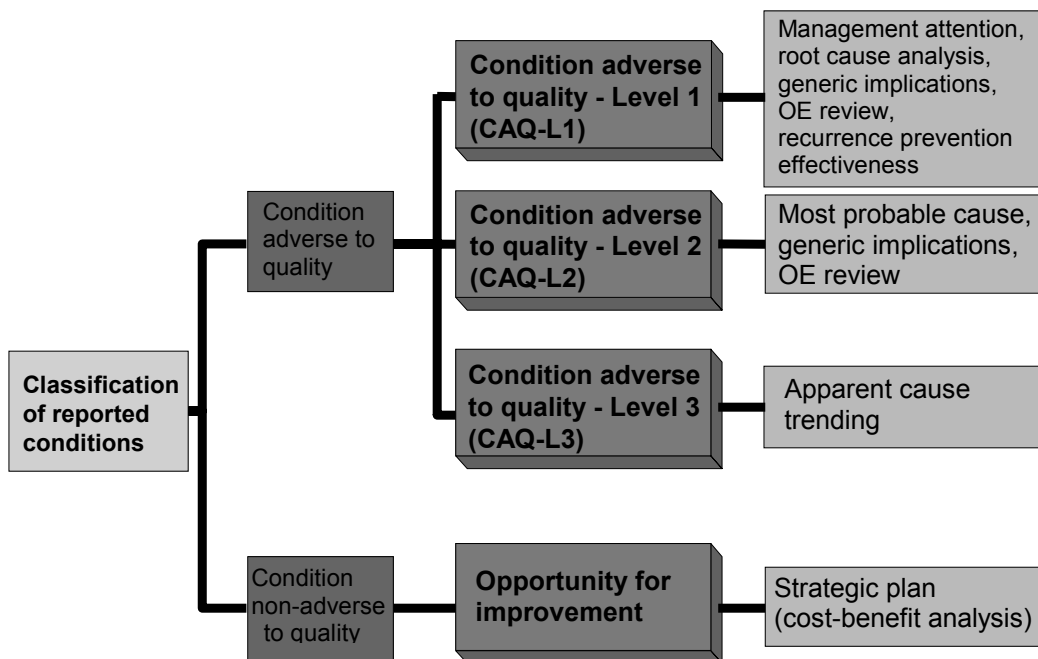 Classification
of reported
conditions
Condition
adverse to
quality
Condition adverse
to quality - Level 1
(CAQ-L1)
Management attention,
root cause analysis,
generic implications,
OE review,
recurrence prevention
effectiveness
Condition adverse
to quality - Level 2
(CAQ-L2)
Most probable cause,
generic implications,
OE review
Condition adverse
to quality - Level 3
(CAQ-L3)
Apparent cause
trending
Condition
non-adverse
to quality
Opportunity for
improvement
Strategic plan
(cost-benefit analysis)